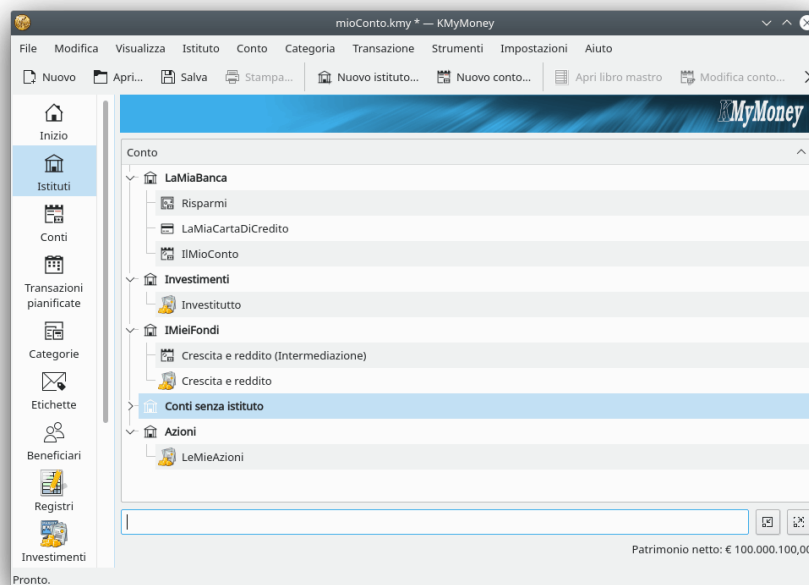 mioConto.kmy * — KMyMoney
File Modifica Visualizza Istituto Conto Categoria Transazione Strumenti Impostazioni Aiuto
Nuovo Apri... Salva Stampa... Nuovo istituto... Nuovo conto... Apri libro mastro Modifica conto...
Inizio
Istituti
Conti
Transazioni
pianificate
Categorie
Etichette
Beneficiari
Registri
Investimenti
KMyMoney
Conto
LaMiaBanca
Risparmi
LaMiaCartaDiCredito
IlMioConto
Investimenti
Investitutto
IMieiFondi
Crescita e reddito (Intermediazione)
Crescita e reddito
Conti senza istituto
Azioni
LeMieAzioni
Patrimonio netto: € 100.000.100,00
Pronto.